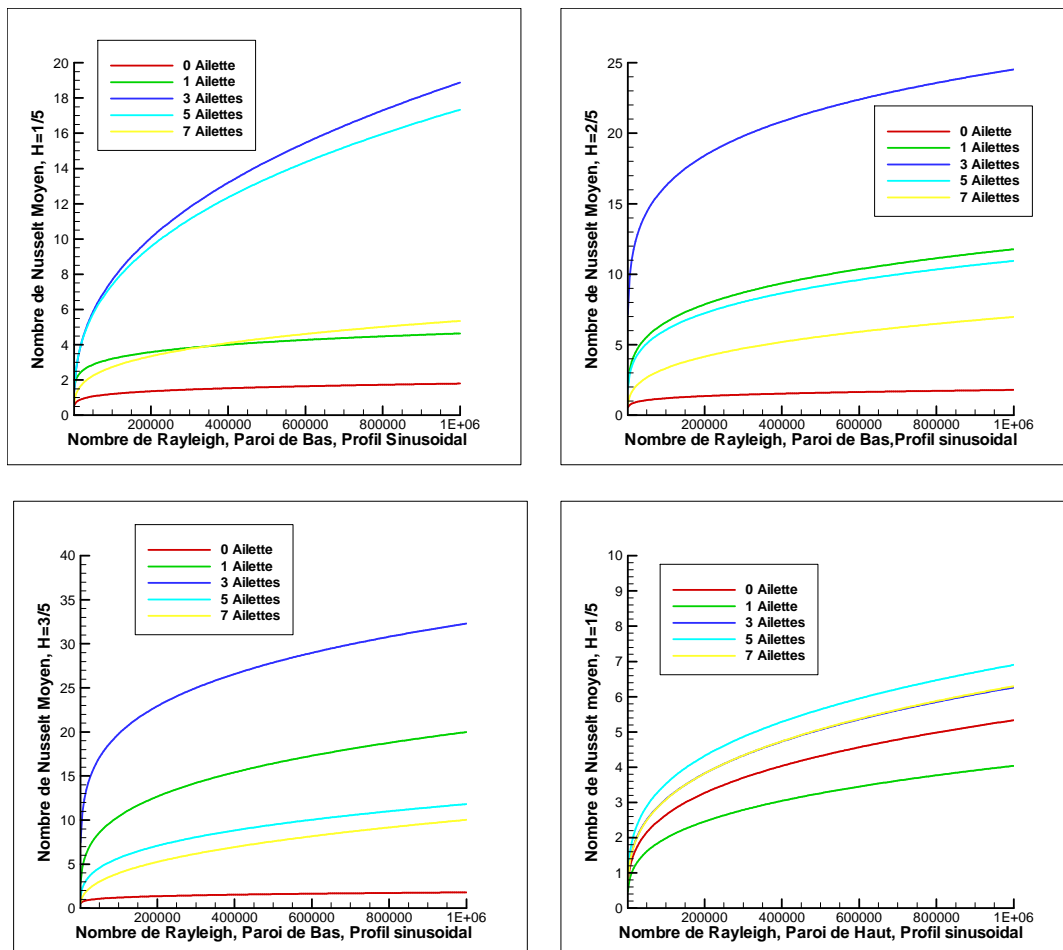 Nombre de Nusselt Moyen, H=1/5
20
18
16
14
12
10
8
6
4
2
0
0 Ailette
1 Ailette
3 Ailettes
5 Ailettes
7 Ailettes
200000 400000 600000 800000 1E+06
Nombre de Rayleigh, Paroi de Bas, Profil Sinusoidal
Nombre de Nusselt Moyen, H=2/5
25
20
15
10
5
0
0 Ailette
1 Ailettes
3 Ailettes
5 Ailettes
7 Ailettes
200000 400000 600000 800000 1E+06
Nombre de Rayleigh, Paroi de Bas,Profil sinusoidal
Nombre de Nusselt Moyen, H=3/5
40
35
30
25
20
15
10
5
0
0 Ailette
1 Ailette
3 Ailettes
5 Ailettes
7 Ailettes
200000 400000 600000 800000 1E+06
Nombre de Rayleigh, Paroi de Bas, Profil sinusoidal
Nombre de Nusselt moyen, H=1/5
10
9
8
7
6
5
4
3
2
1
0
0 Ailette
1 Ailette
3 Ailettes
5 Ailettes
7 Ailettes
200000 400000 600000 800000 1E+06
Nombre de Rayleigh, Paroi de Haut, Profil sinusoidal